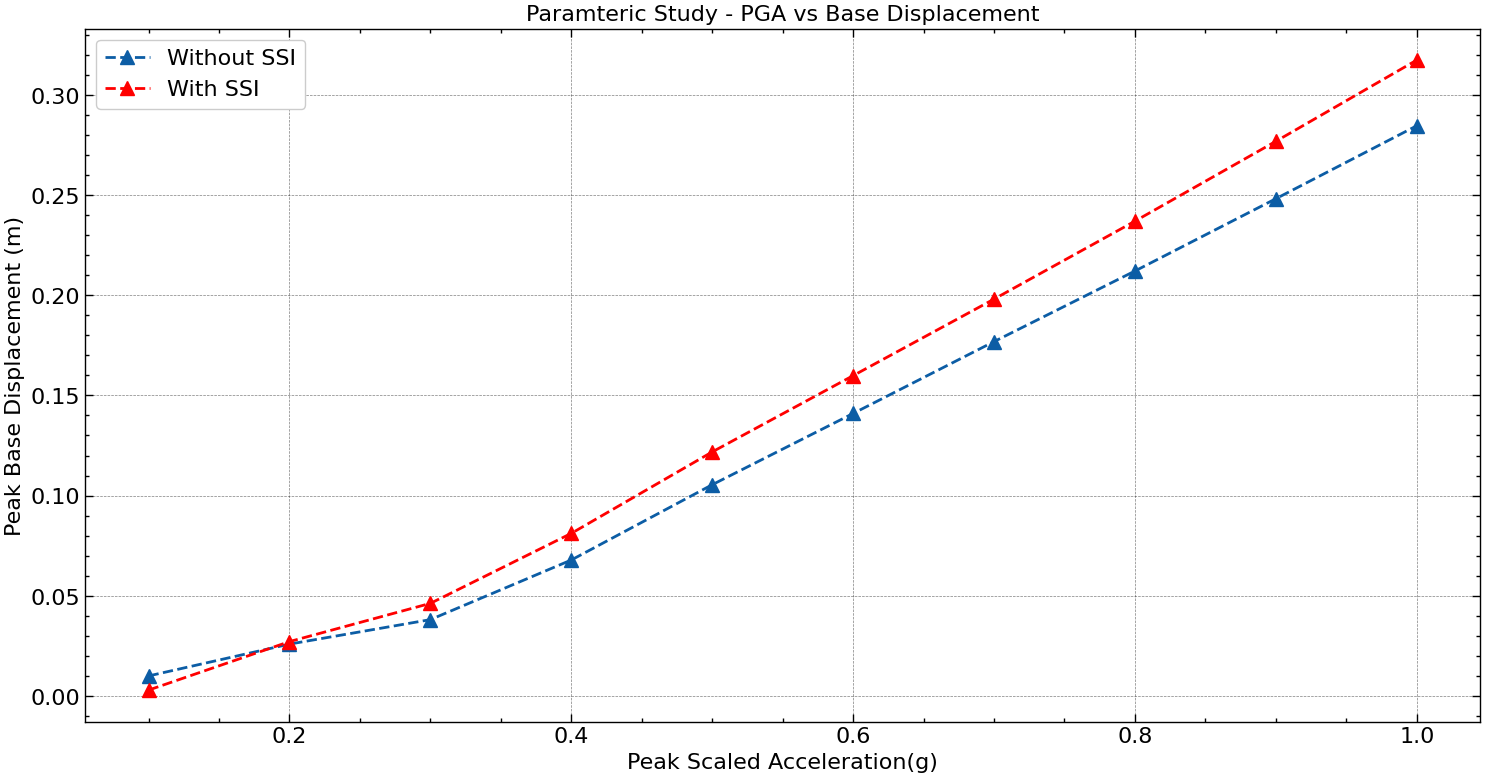 Paramteric Study - PGA vs Base Displacement
Without SSI
With SSI
Peak Base Displacement (m)
0.30
0.25
0.20
0.15
0.10
0.05
0.00
0.2
0.4
0.6
0.8
1.0
Peak Scaled Acceleration(g)